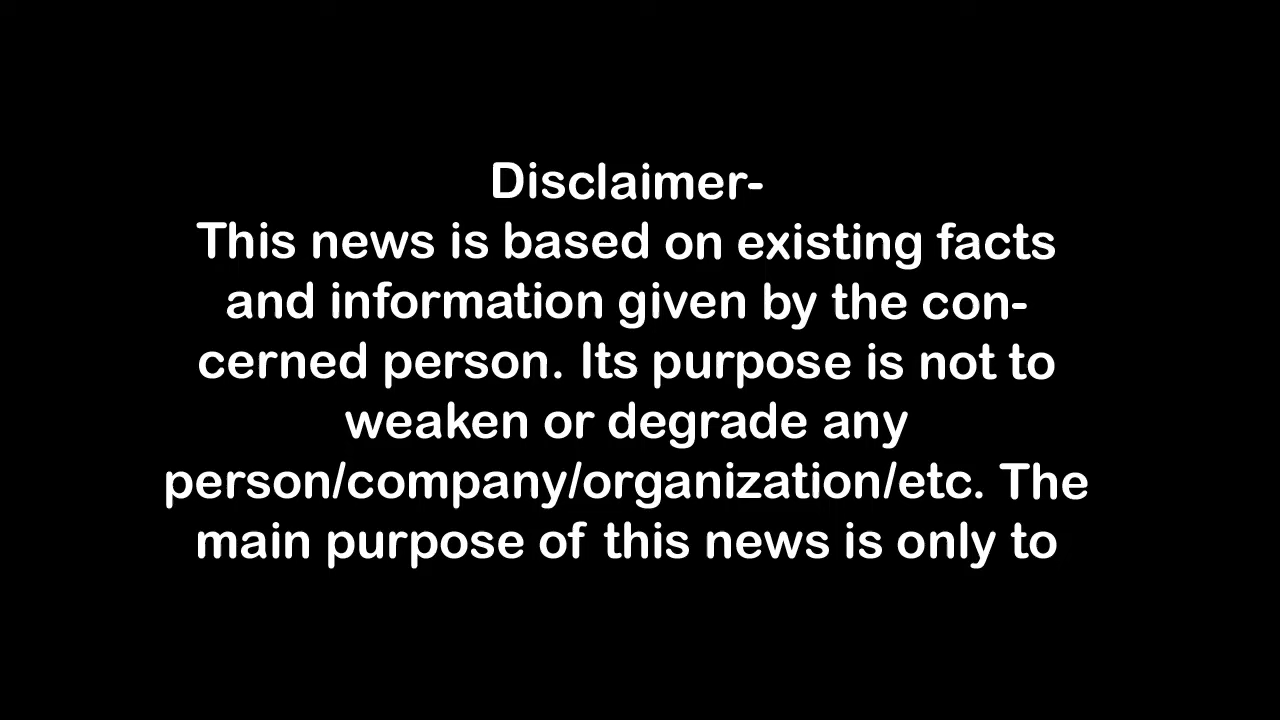 Disclaimer-
This news is based on existing facts
and information given by the con-
cerned person. Its purpose is not to
weaken or degrade any
person/company/organization/etc. The
main purpose of this news is only to